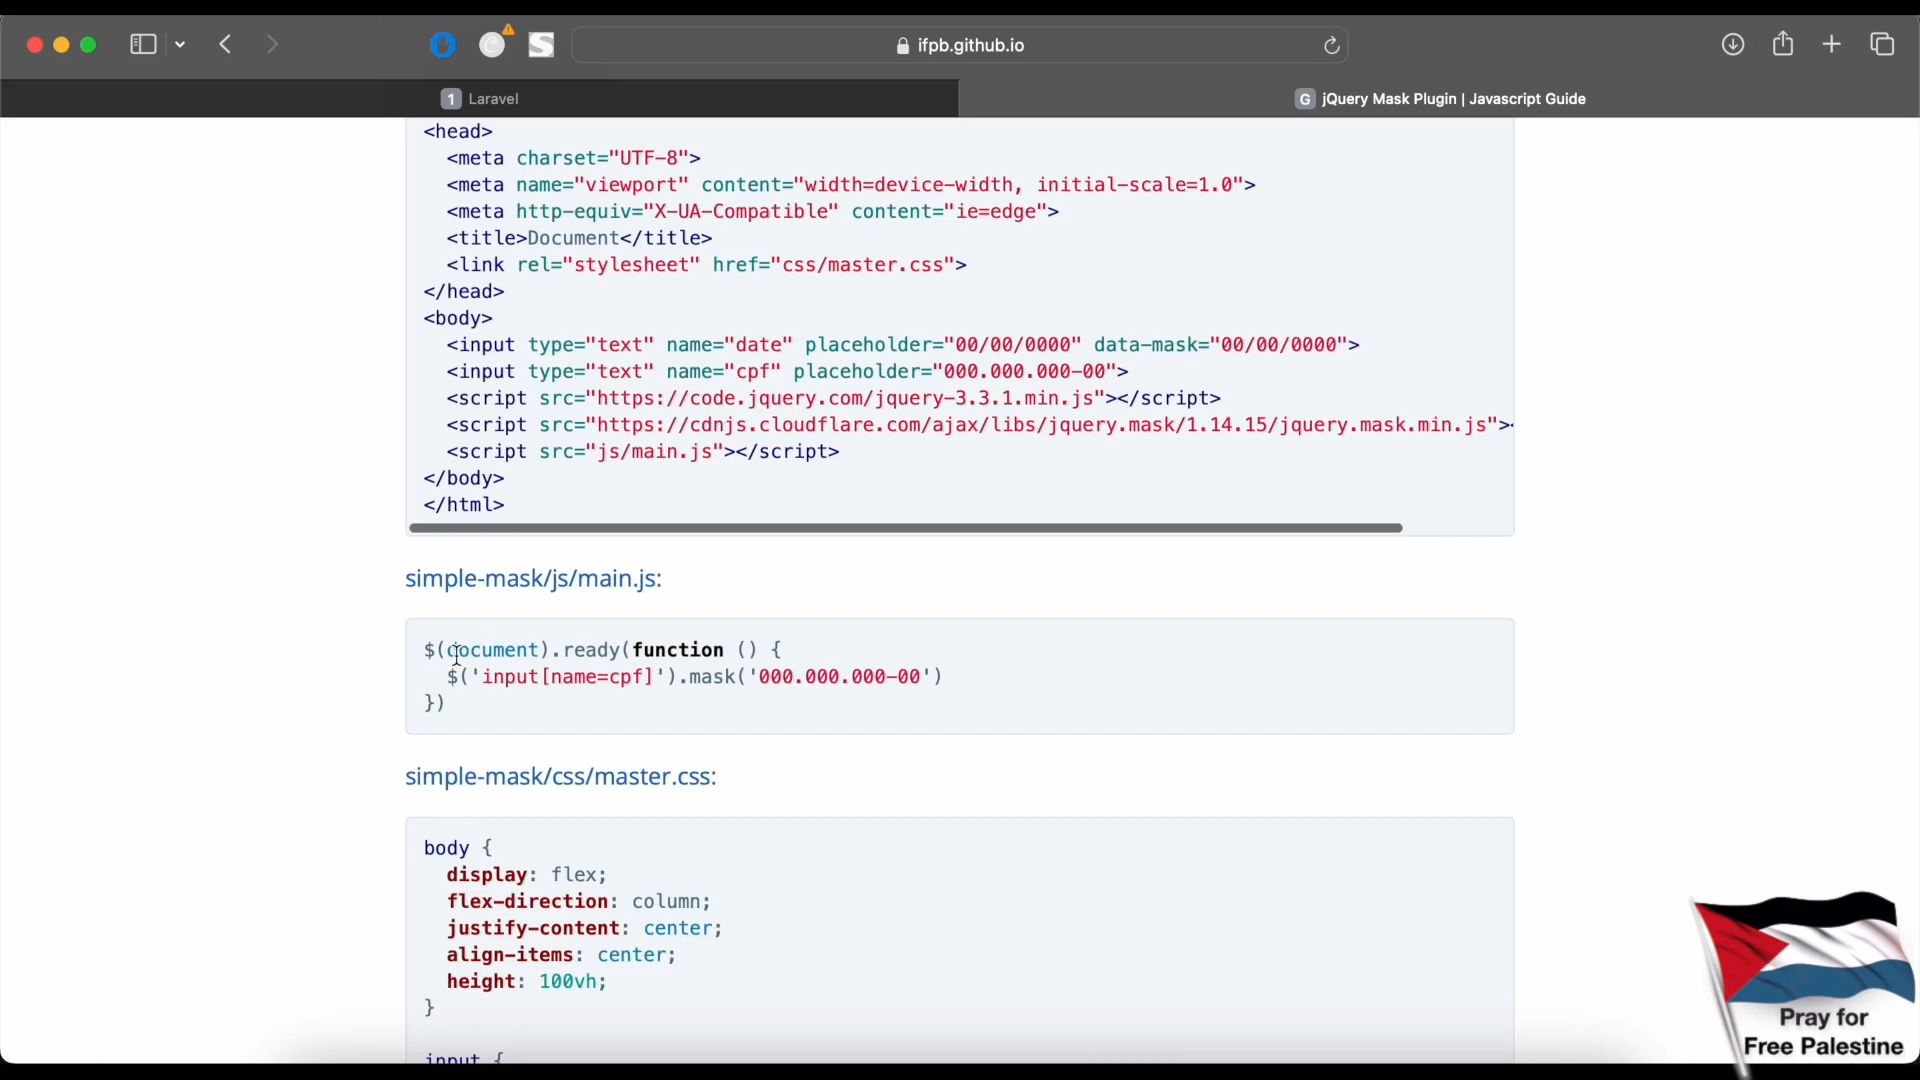 ifpb.github.io
1 Laravel
G jQuery Mask Plugin | Javascript Guide
<head>
<meta charset="UTF-8">
<meta name="viewport" content="width=device-width, initial-scale=1.0">
<meta http-equiv="X-UA-Compatible" content="ie=edge">
<title>Document</title>
<link rel="stylesheet" href="css/master.css">
</head>
<body>
<input type="text" name="date" placeholder="00/00/0000" data-mask="00/00/0000">
<input type="text" name="cpf" placeholder="000.000.000-00">
<script src="https://code.jquery.com/jquery-3.3.1.min.js"></script>
<script src="https://cdnjs.cloudflare.com/ajax/libs/jquery.mask/1.14.15/jquery.mask.min.js"><
<script src="js/main.js"></script>
</body>
</html>
simple-mask/js/main.js:
$(document).ready(function () {
$('input[name=cpf]').mask('000.000.000-00')
})
simple-mask/css/master.css:
body {
display: flex;
flex-direction: column;
justify-content: center;
align-items: center;
height: 100vh;
}
input {
Pray for
Free Palestine